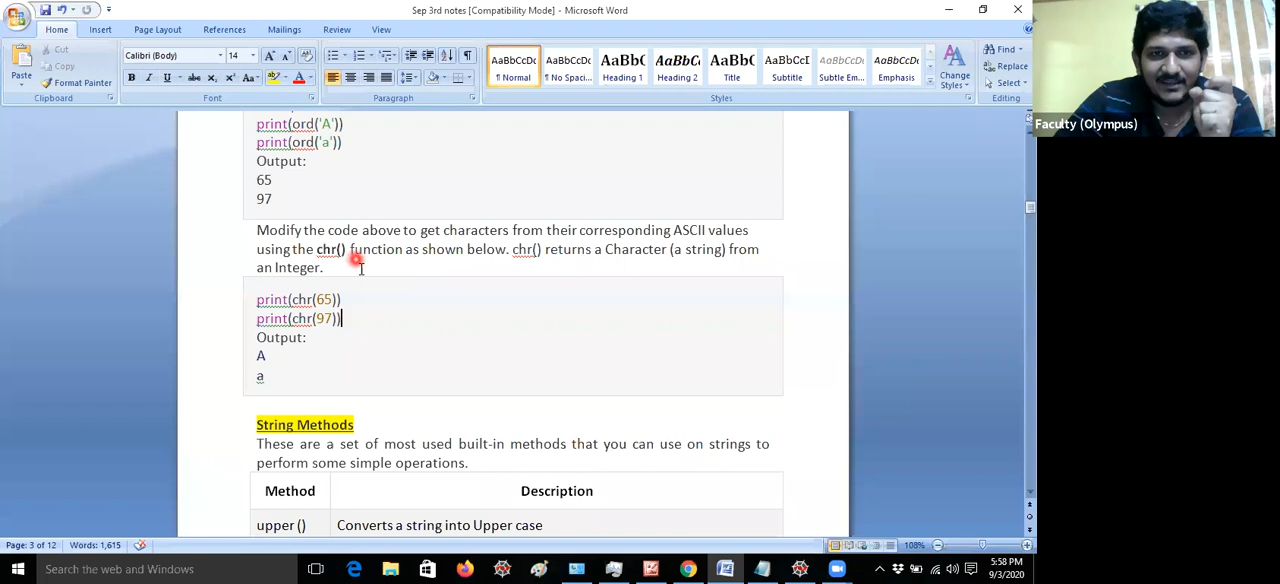 Sep 3rd notes [Compatibility Mode] - Microsoft Word
Home Insert Page Layout References Mailings Review View
Cut
Copy
Format Painter
Paste
Clipboard
Calibri (Body) 14
Font
Paragraph
AaBbCcDc AaBbCcDc AaBbC AaBbCc AaBbC AaBbCcI AaBbCcDc AaBbCcDc
¶ Normal ¶ No Spaci... Heading 1 Heading 2 Title Subtitle Subtle Em... Emphasis
Change Styles
Styles
Find
Replace
Select
Editing
Faculty (Olympus)
print(ord('A'))
print(ord('a'))
Output:
65
97
Modify the code above to get characters from their corresponding ASCII values
using the chr() function as shown below. chr() returns a Character (a string) from
an Integer.
print(chr(65))
print(chr(97))
Output:
A
a
String Methods
These are a set of most used built-in methods that you can use on strings to
perform some simple operations.
Method Description
upper () Converts a string into Upper case
Page: 3 of 12 Words: 1,615 108%
Search the web and Windows
5:58 PM
9/3/2020